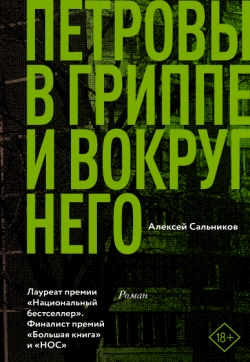 ПЕТРОВЫ
В ГРИППЕ
И ВОКРУГ
НЕГО
Алексей Сальников
Роман
Лауреат премии
«Национальный
бестселлер».
Финалист премий
«Большая книга»
и «НОС»
18+